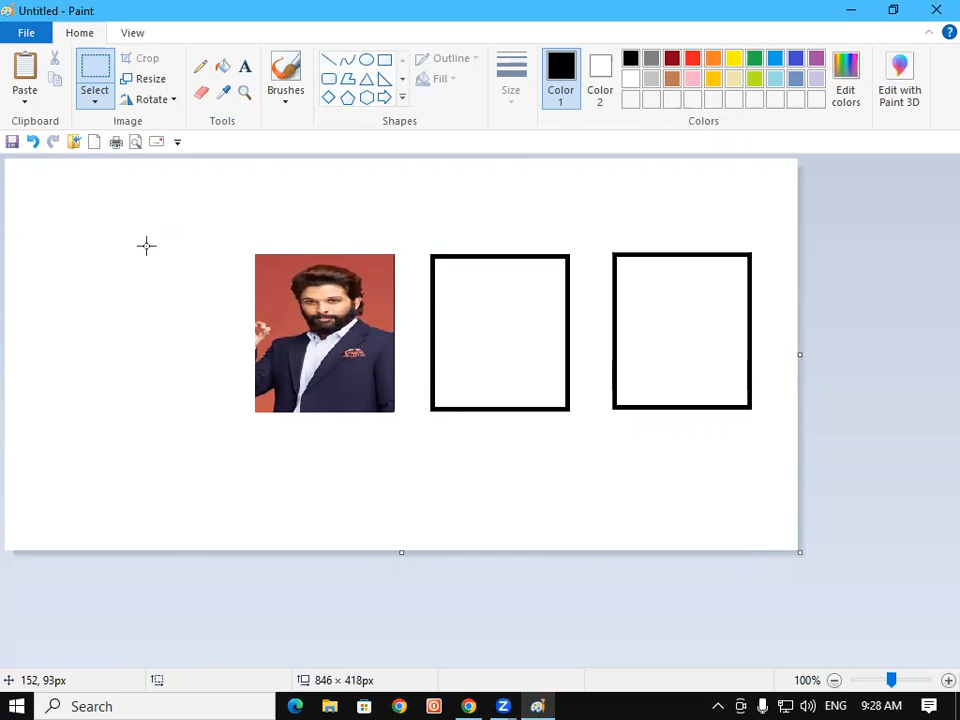 Untitled - Paint
File
Home
View
Paste
Clipboard
Select
Crop
Resize
Rotate
Image
A
Tools
Brushes
Shapes
Outline
Fill
Size
Color
1
Color
2
Edit
colors
Colors
Edit with
Paint 3D
152, 93px
846 × 418px
100%
Search
ENG
9:28 AM